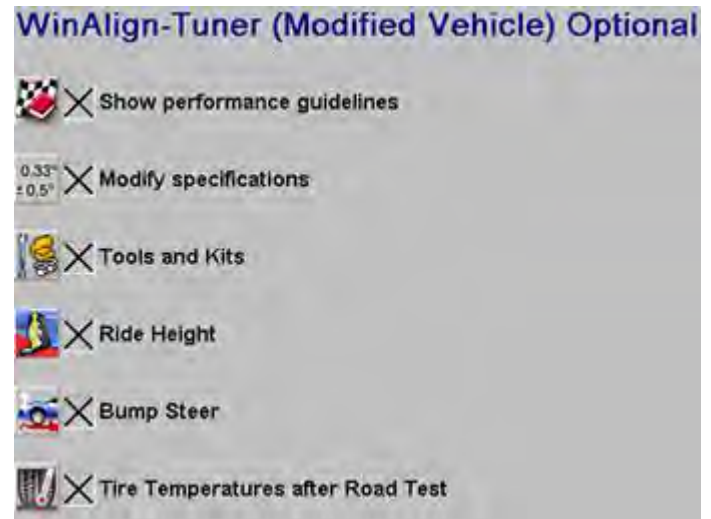 WinAlign-Tuner (Modified Vehicle) Optional
Show performance guidelines
0.33°
± 0.5°
Modify specifications
Tools and Kits
Ride Height
Bump Steer
Tire Temperatures after Road Test